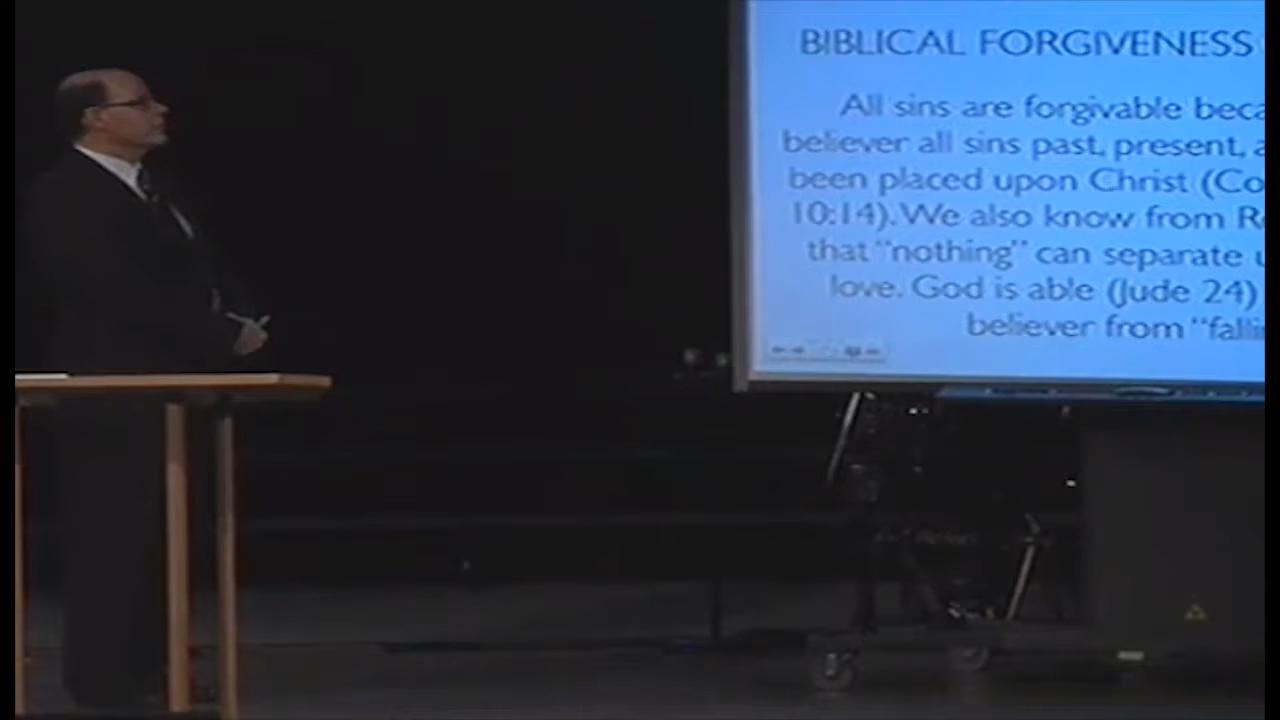 BIBLICAL FORGIVENESS
All sins are forgivable beca
believer all sins past, present, a
been placed upon Christ (Co
10:14). We also know from R
that "nothing" can separate u
love. God is able (Jude 24)
believer from "falli